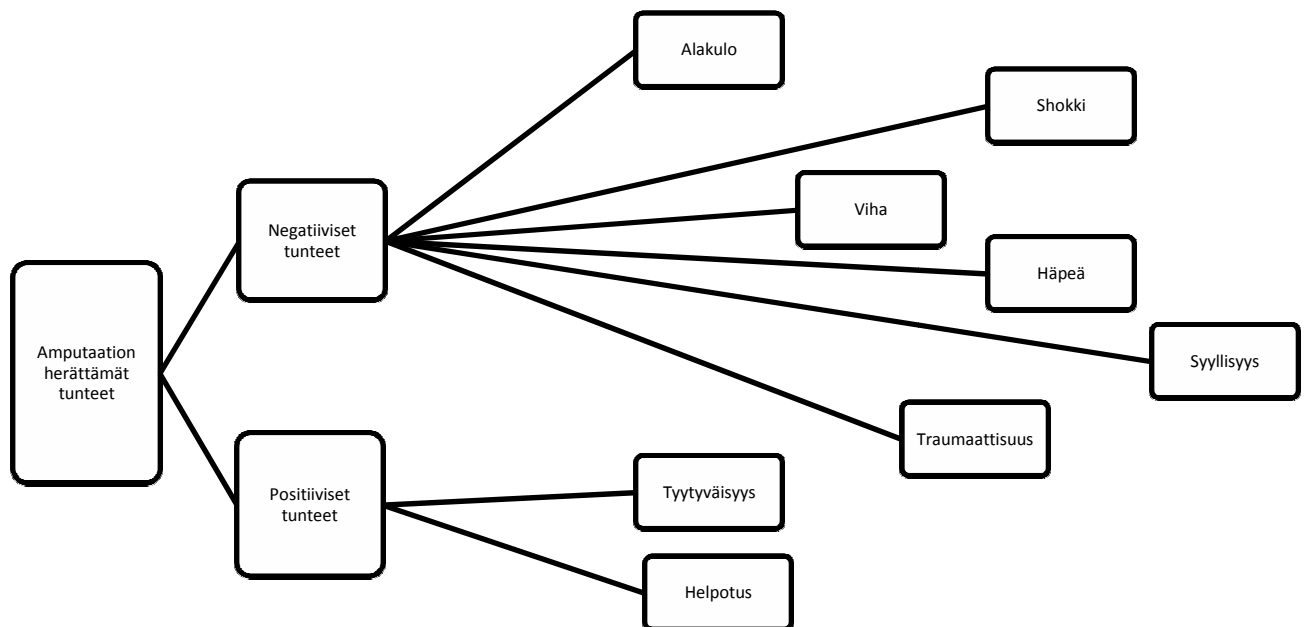 Alakulo
Shokki
Viha
Negatiiviset
tunteet
Häpeä
Amputaation
herättämät
tunteet
Syyllisyys
Traumaattisuus
Positiiviset
tunteet
Tyytyväisyys
Helpotus